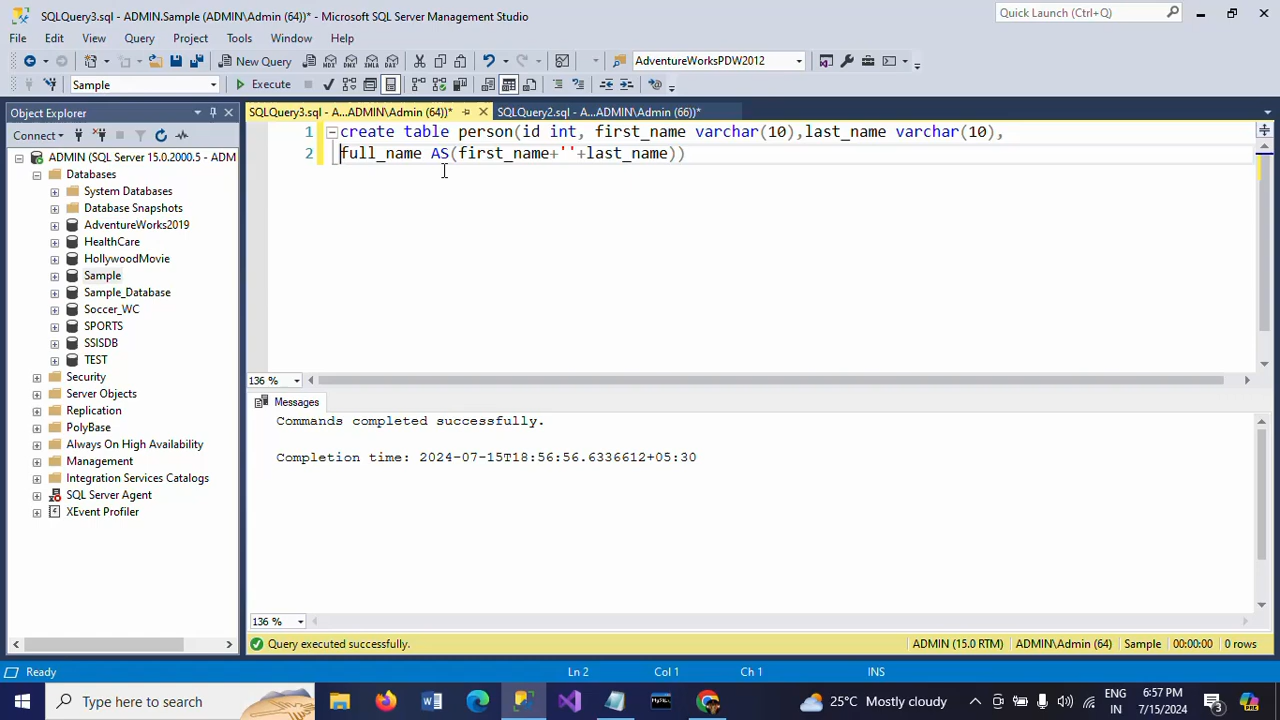 SQLQuery3.sql - ADMIN.Sample (ADMIN\Admin (64))* - Microsoft SQL Server Management Studio
Quick Launch (Ctrl+Q)
File Edit View Query Project Tools Window Help
New Query
AdventureWorksPDW2012
Sample
Execute
Object Explorer
SQLQuery3.sql - A...ADMIN\Admin (64))*
SQLQuery2.sql - A...ADMIN\Admin (66))*
Connect
ADMIN (SQL Server 15.0.2000.5 - ADM
Databases
System Databases
Database Snapshots
AdventureWorks2019
HealthCare
HollywoodMovie
Sample
Sample_Database
Soccer_WC
SPORTS
SSISDB
TEST
Security
Server Objects
Replication
PolyBase
Always On High Availability
Management
Integration Services Catalogs
SQL Server Agent
XEvent Profiler
1 create table person(id int, first_name varchar(10),last_name varchar(10),
2 full_name AS(first_name+''+last_name))
136 %
Messages
Commands completed successfully.
Completion time: 2024-07-15T18:56:56.6336612+05:30
136 %
Query executed successfully.
ADMIN (15.0 RTM) ADMIN\Admin (64) Sample 00:00:00 0 rows
Ready
Ln 2 Col 1 Ch 1 INS
Type here to search
25°C Mostly cloudy
ENG
IN
6:57 PM
7/15/2024
3